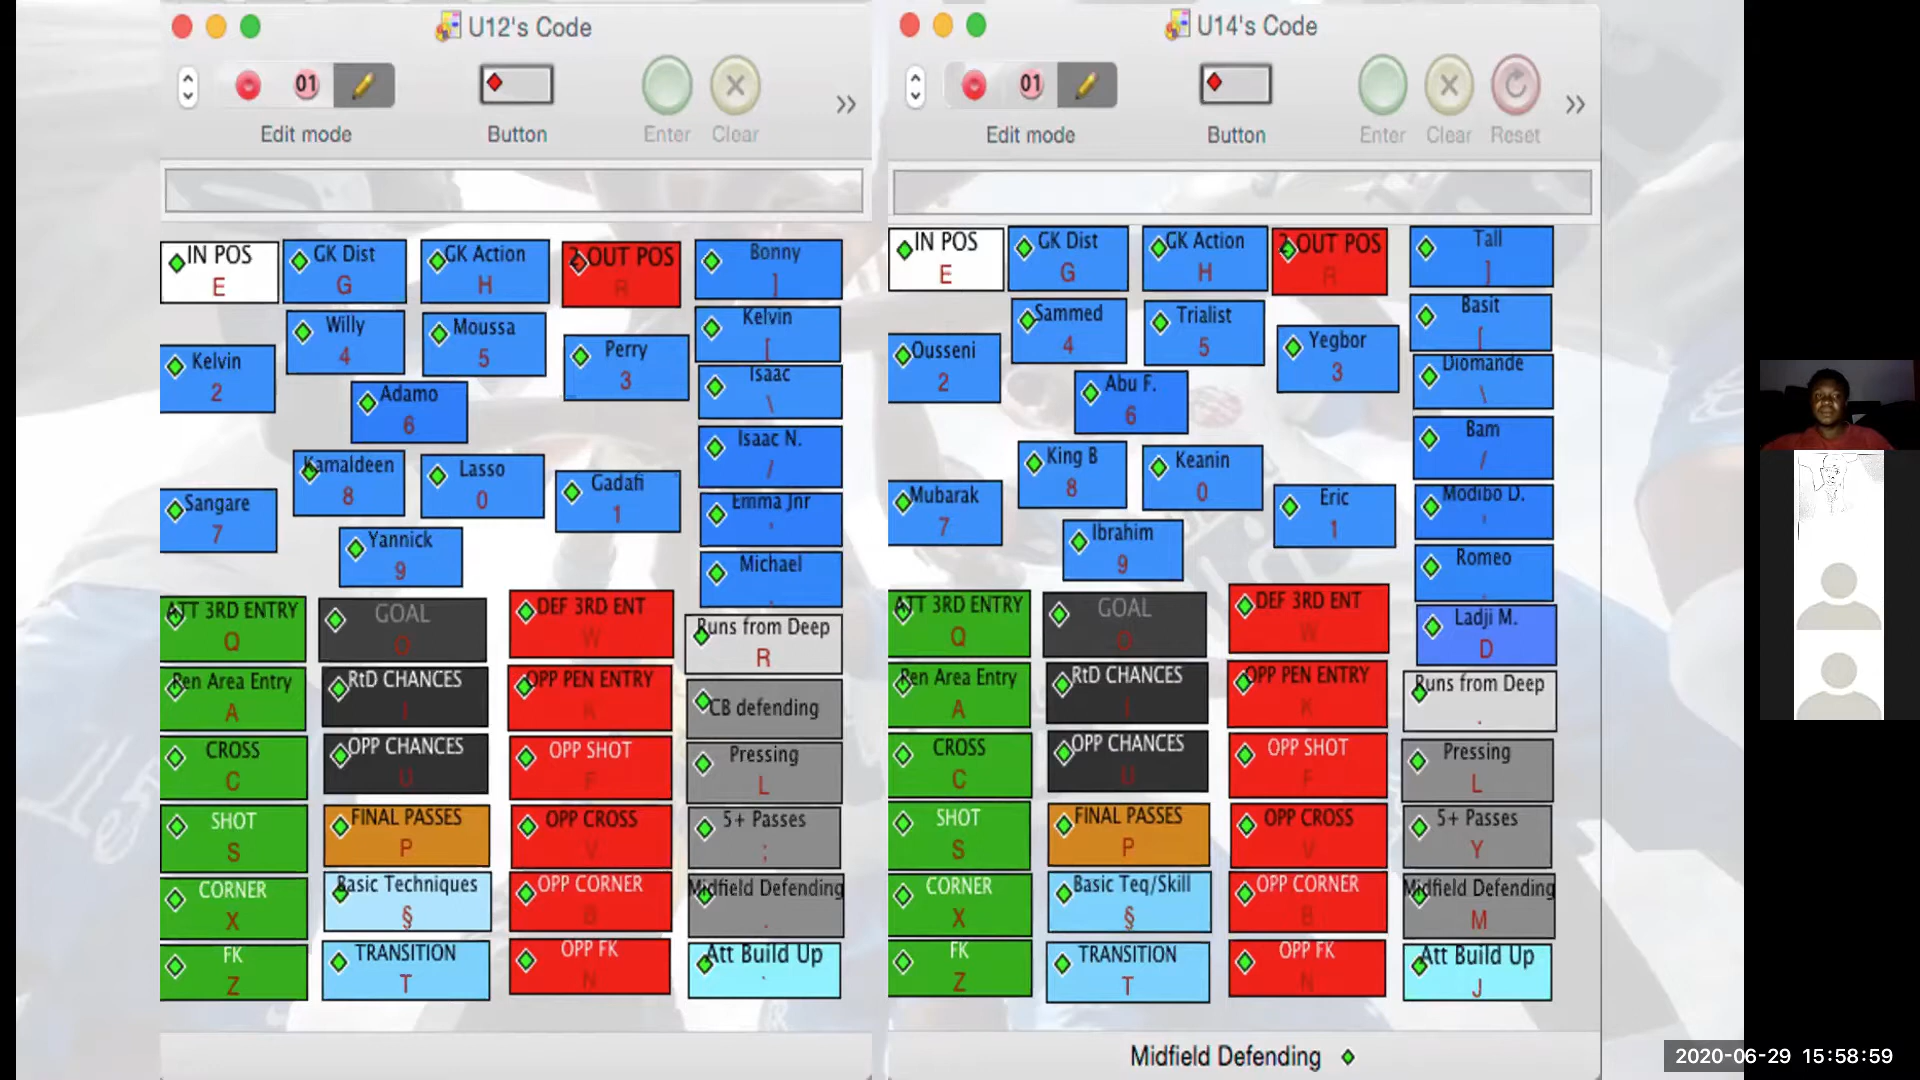 U12's Code
01
Edit mode
Button
Enter
Clear
IN POS
E
GK Dist
G
GK Action
H
2 OUT POS
R
Bonny
]
Willy
4
Moussa
5
Kelvin
[
Kelvin
2
Perry
3
Isaac
\
Adamo
6
Isaac N.
/
Kamaldeen
8
Lasso
0
Gadafi
1
Emma Jnr
'
Sangare
7
Yannick
9
Michael
.
ATT 3RD ENTRY
Q
GOAL
O
DEF 3RD ENT
W
Runs from Deep
R
Pen Area Entry
A
RtD CHANCES
I
OPP PEN ENTRY
K
CB defending
CROSS
C
OPP CHANCES
U
OPP SHOT
F
Pressing
L
SHOT
S
FINAL PASSES
P
OPP CROSS
V
5+ Passes
;
CORNER
X
Basic Techniques
§
OPP CORNER
B
Midfield Defending
.
FK
Z
TRANSITION
T
OPP FK
N
Att Build Up
`
U14's Code
01
Edit mode
Button
Enter
Clear
Reset
IN POS
E
GK Dist
G
GK Action
H
2 OUT POS
R
Tall
]
Sammed
4
Trialist
5
Basit
[
Ousseni
2
Yegbor
3
Diomande
\
Abu F.
6
Bam
/
King B
8
Keanin
0
Mubarak
7
Eric
1
Modibo D.
'
Ibrahim
9
Romeo
.
ATT 3RD ENTRY
Q
GOAL
O
DEF 3RD ENT
W
Ladji M.
D
Pen Area Entry
A
RtD CHANCES
I
OPP PEN ENTRY
K
Runs from Deep
.
CROSS
C
OPP CHANCES
U
OPP SHOT
F
Pressing
L
SHOT
S
FINAL PASSES
P
OPP CROSS
V
5+ Passes
Y
CORNER
X
Basic Teq/Skill
§
OPP CORNER
B
Midfield Defending
M
FK
Z
TRANSITION
T
OPP FK
N
Att Build Up
J
Midfield Defending
2020-06-29 15:58:59